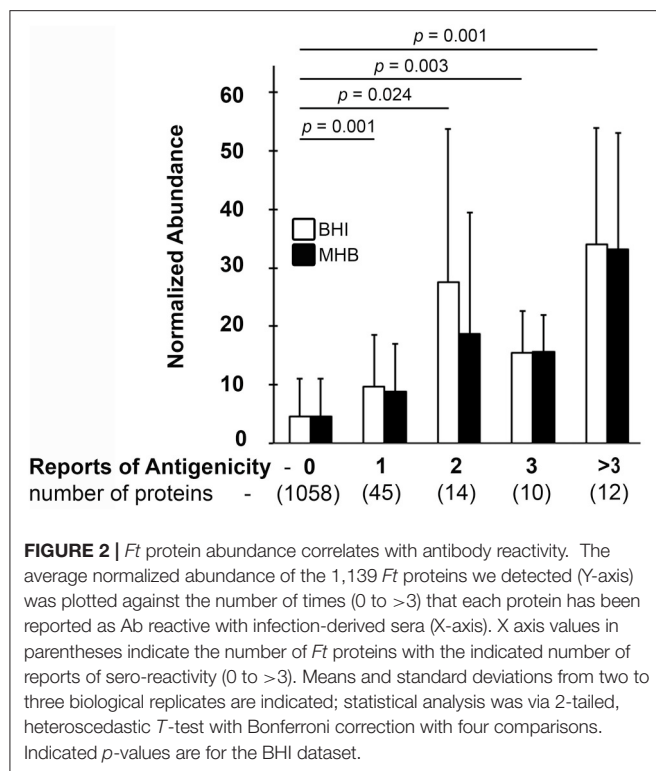 p = 0.001
p = 0.003
p = 0.024
p = 0.001
Normalized Abundance
60
50
40
30
20
10
0
BHI
MHB
Reports of Antigenicity - 0 1 2 3 >3
number of proteins - (1058) (45) (14) (10) (12)
FIGURE 2 | Ft protein abundance correlates with antibody reactivity. The
average normalized abundance of the 1,139 Ft proteins we detected (Y-axis)
was plotted against the number of times (0 to >3) that each protein has been
reported as Ab reactive with infection-derived sera (X-axis). X axis values in
parentheses indicate the number of Ft proteins with the indicated number of
reports of sero-reactivity (0 to >3). Means and standard deviations from two to
three biological replicates are indicated; statistical analysis was via 2-tailed,
heteroscedastic T-test with Bonferroni correction with four comparisons.
Indicated p-values are for the BHI dataset.